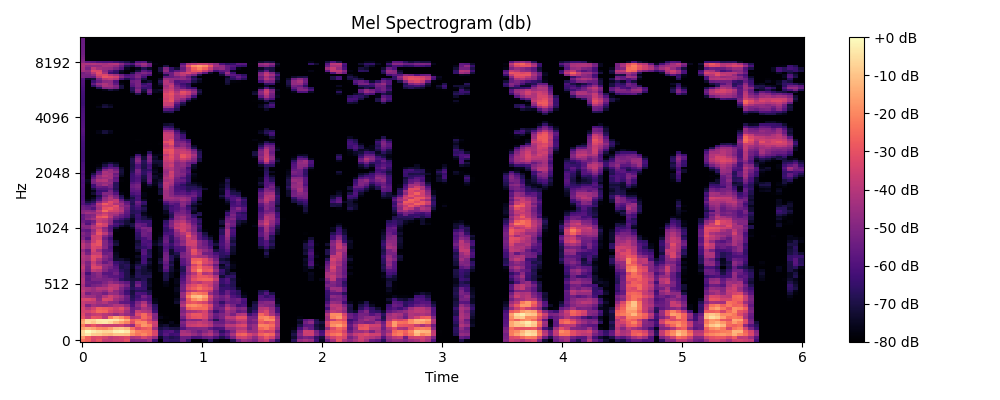 Mel Spectrogram (db)
Hz
8192
4096
2048
1024
512
0
0 1 2 3 4 5 6
Time
+0 dB
-10 dB
-20 dB
-30 dB
-40 dB
-50 dB
-60 dB
-70 dB
-80 dB